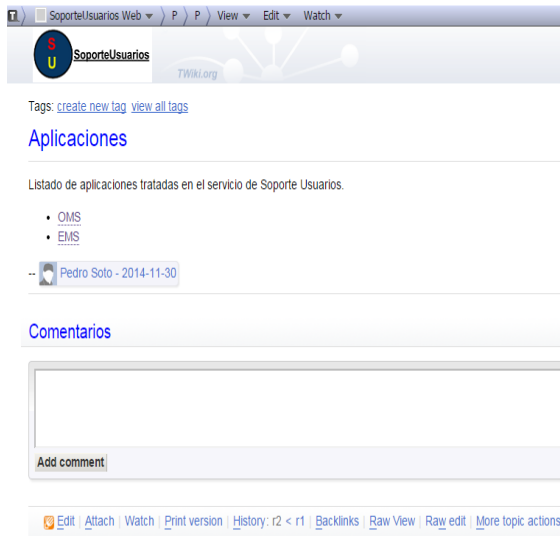 T SoporteUsuarios Web P P View Edit Watch
S
U
SoporteUsuarios
TWiki.org
Tags: create new tag view all tags
Aplicaciones
Listado de aplicaciones tratadas en el servicio de Soporte Usuarios.
• OMS
• EMS
-- Pedro Soto - 2014-11-30
Comentarios
Add comment
Edit | Attach | Watch | Print version | History: r2 < r1 | Backlinks | Raw View | Raw edit | More topic actions